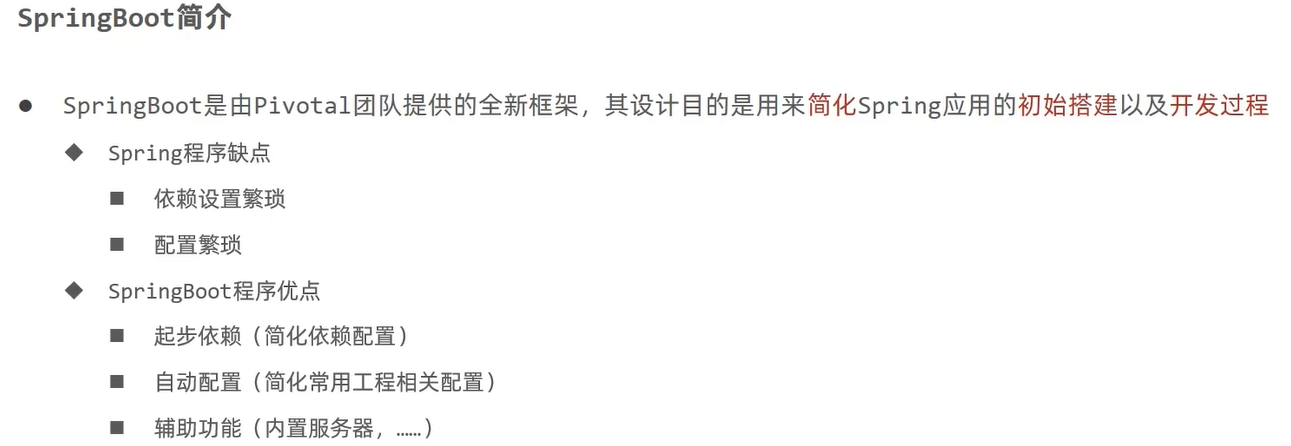 SpringBoot简介
SpringBoot是由Pivotal团队提供的全新框架，其设计目的是用来简化Spring应用的初始搭建以及开发过程
Spring程序缺点
依赖设置繁琐
配置繁琐
SpringBoot程序优点
起步依赖（简化依赖配置）
自动配置（简化常用工程相关配置）
辅助功能（内置服务器，……）